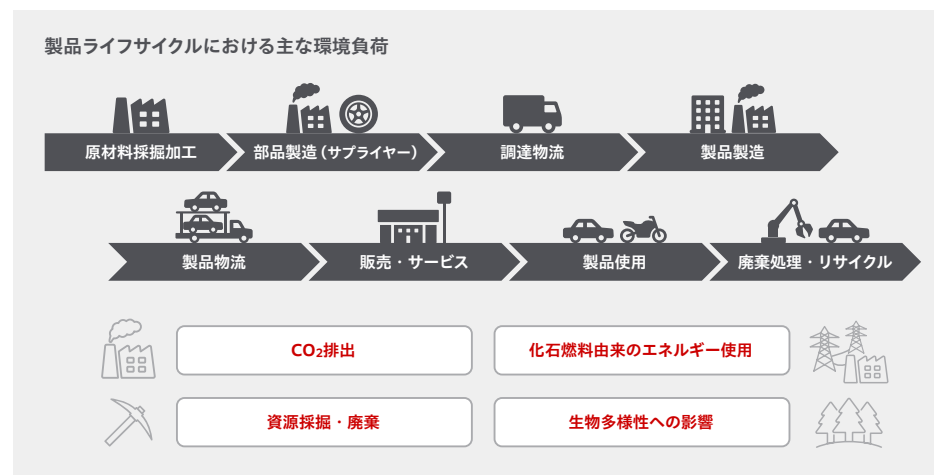 製品ライフサイクルにおける主な環境負荷
原材料採掘加工
部品製造（サプライヤー）
調達物流
製品製造
製品物流
販売・サービス
製品使用
廃棄処理・リサイクル
CO₂排出
化石燃料由来のエネルギー使用
資源採掘・廃棄
生物多様性への影響